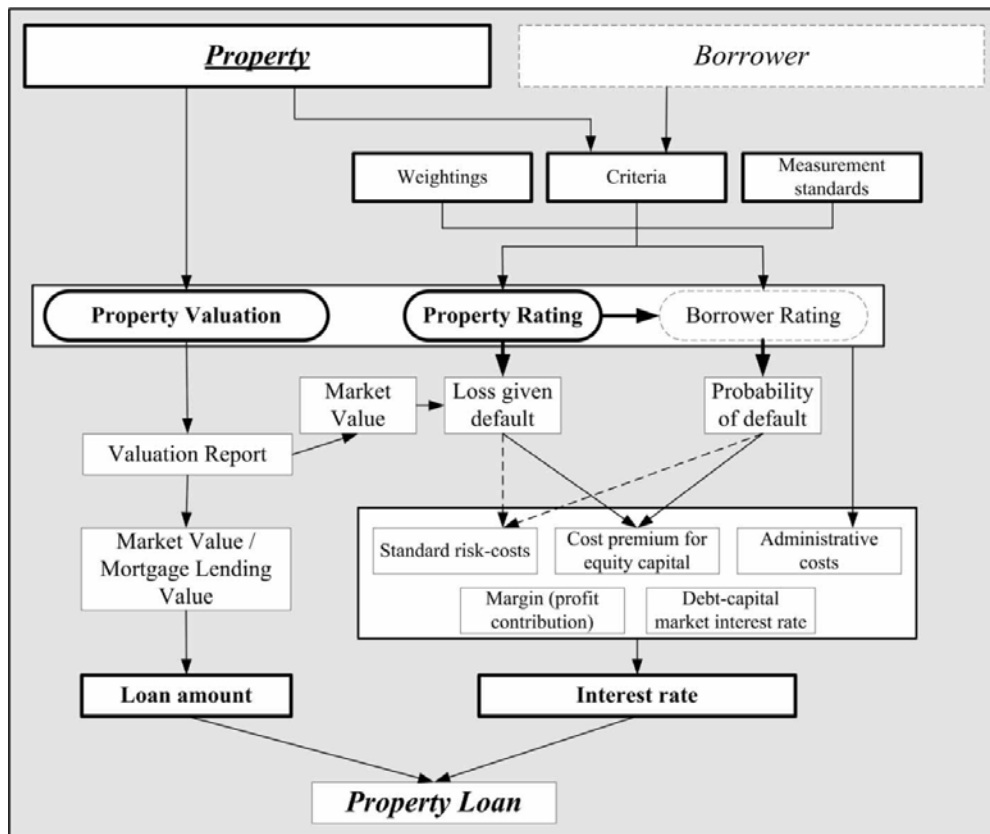 Property
Borrower
Weightings
Criteria
Measurement
standards
Property Valuation
Property Rating
Borrower Rating
Market
Value
Loss given
default
Probability
of default
Valuation Report
Market Value /
Mortgage Lending
Value
Standard risk-costs
Cost premium for
equity capital
Administrative
costs
Margin (profit
contribution)
Debt-capital
market interest rate
Loan amount
Interest rate
Property Loan